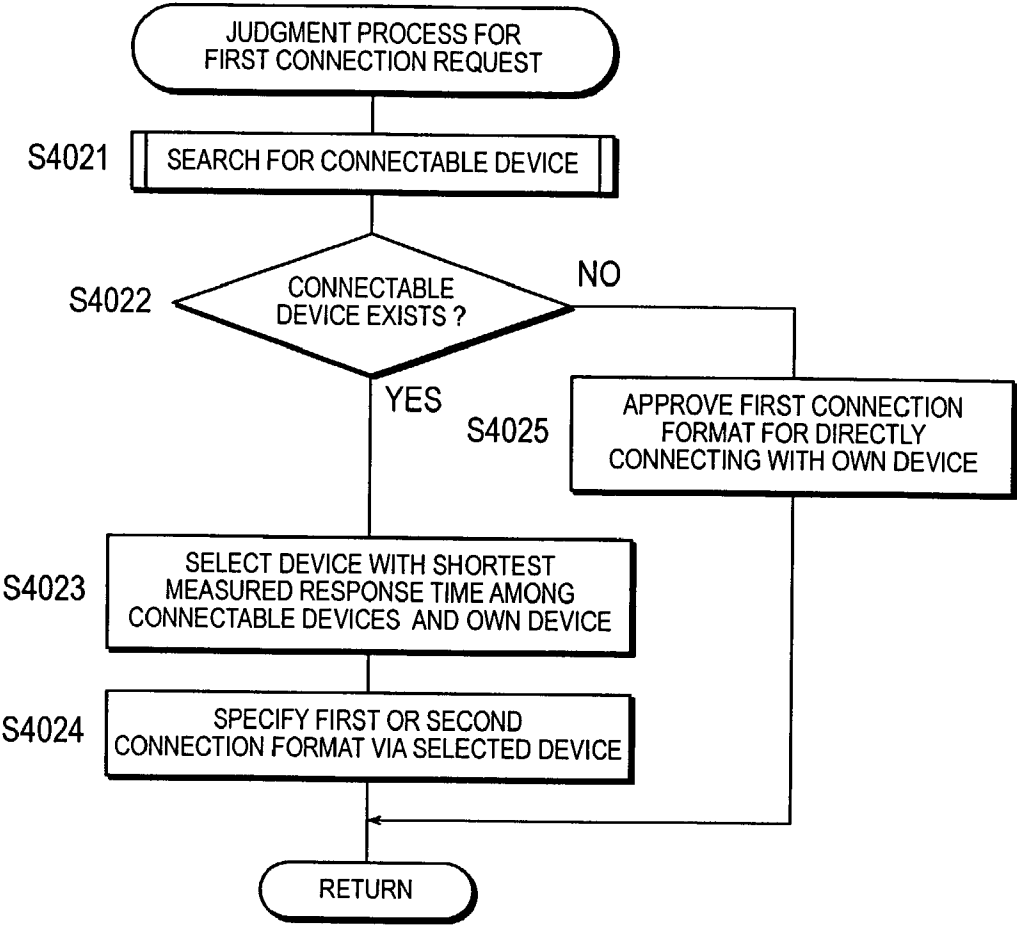 JUDGMENT PROCESS FOR
FIRST CONNECTION REQUEST
S4021
SEARCH FOR CONNECTABLE DEVICE
S4022
CONNECTABLE
DEVICE EXISTS ?
NO
YES
S4025
APPROVE FIRST CONNECTION
FORMAT FOR DIRECTLY
CONNECTING WITH OWN DEVICE
S4023
SELECT DEVICE WITH SHORTEST
MEASURED RESPONSE TIME AMONG
CONNECTABLE DEVICES AND OWN DEVICE
S4024
SPECIFY FIRST OR SECOND
CONNECTION FORMAT VIA SELECTED DEVICE
RETURN